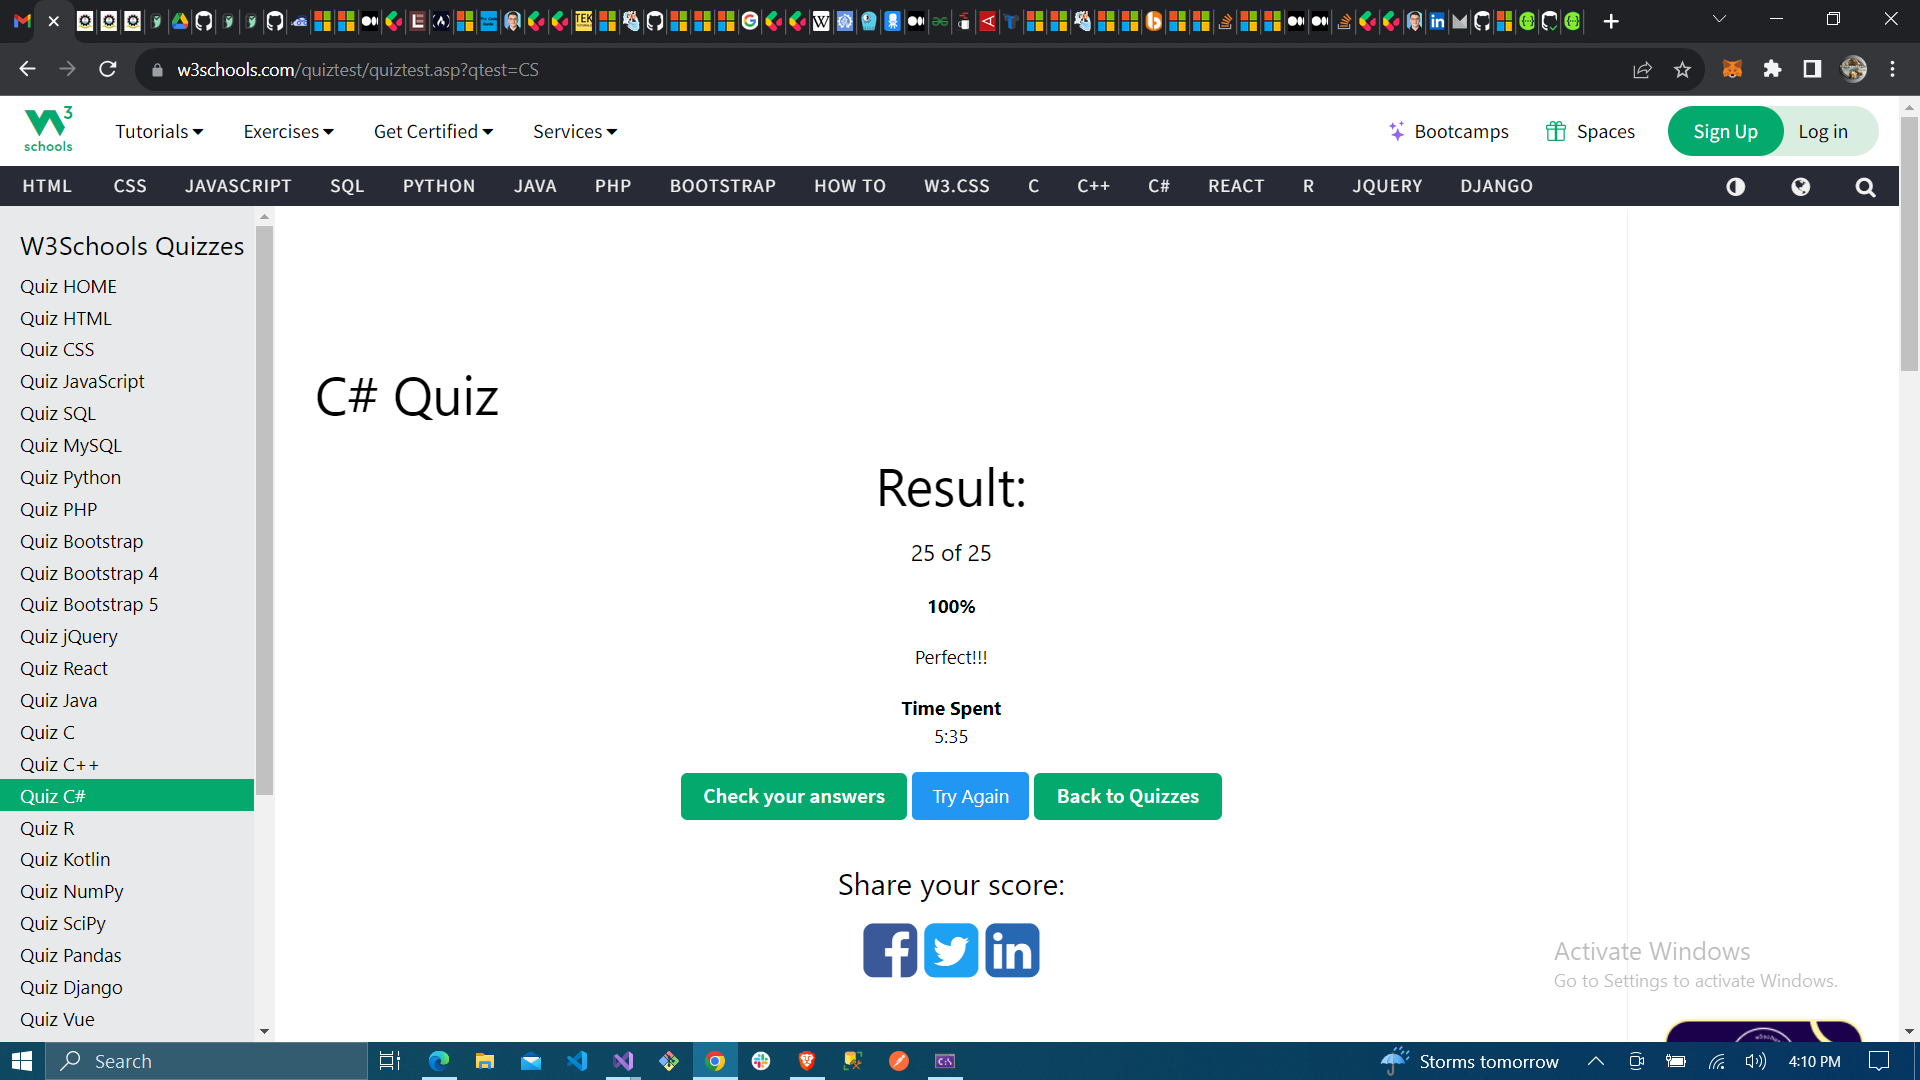 w3schools.com/quiztest/quiztest.asp?qtest=CS
W3
schools
Tutorials
Exercises
Get Certified
Services
Bootcamps
Spaces
Sign Up
Log in
HTML
CSS
JAVASCRIPT
SQL
PYTHON
JAVA
PHP
BOOTSTRAP
HOW TO
W3.CSS
C
C++
C#
REACT
R
JQUERY
DJANGO
W3Schools Quizzes
Quiz HOME
Quiz HTML
Quiz CSS
Quiz JavaScript
Quiz SQL
Quiz MySQL
Quiz Python
Quiz PHP
Quiz Bootstrap
Quiz Bootstrap 4
Quiz Bootstrap 5
Quiz jQuery
Quiz React
Quiz Java
Quiz C
Quiz C++
Quiz C#
Quiz R
Quiz Kotlin
Quiz NumPy
Quiz SciPy
Quiz Pandas
Quiz Django
Quiz Vue
C# Quiz
Result:
25 of 25
100%
Perfect!!!
Time Spent
5:35
Check your answers
Try Again
Back to Quizzes
Share your score:
Activate Windows
Go to Settings to activate Windows.
Search
Storms tomorrow
4:10 PM